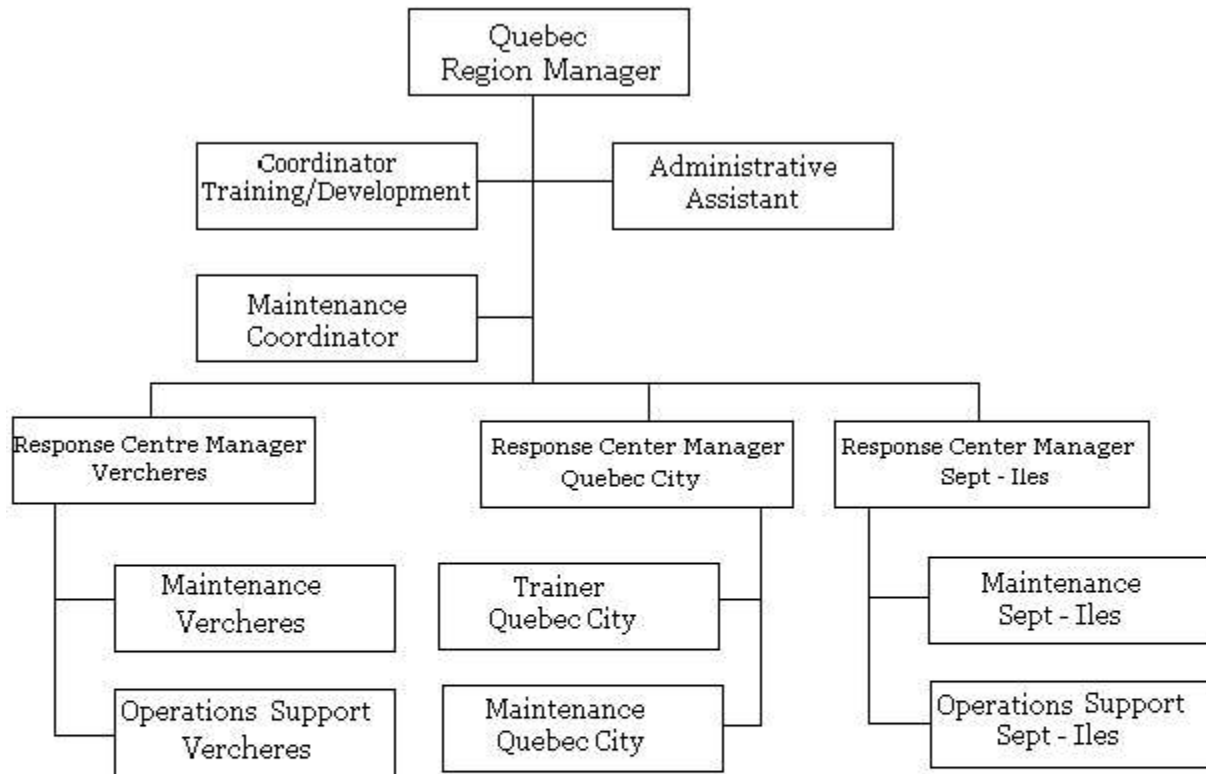 Quebec
Region Manager
Coordinator
Training/Development
Administrative
Assistant
Maintenance
Coordinator
Response Centre Manager
Vercheres
Response Center Manager
Quebec City
Response Center Manager
Sept - Iles
Maintenance
Vercheres
Trainer
Quebec City
Maintenance
Sept - Iles
Operations Support
Vercheres
Maintenance
Quebec City
Operations Support
Sept - Iles